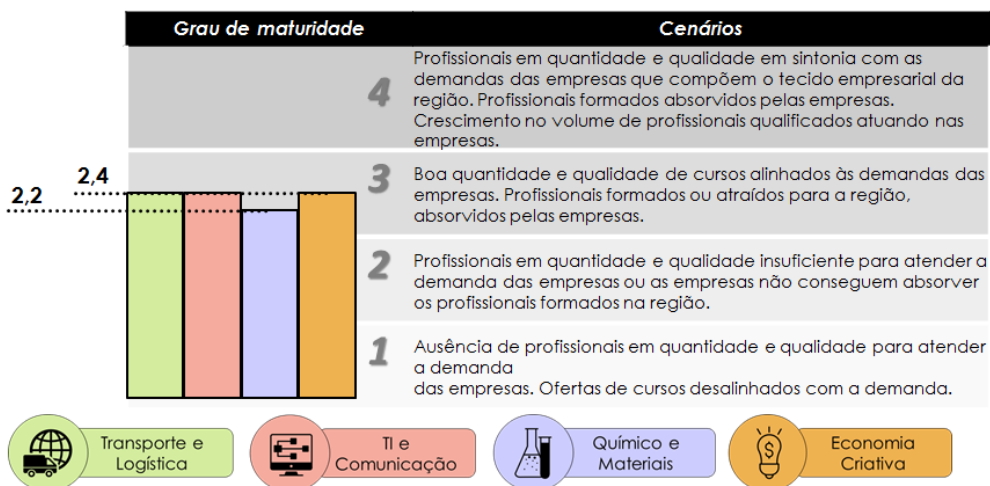 Grau de maturidade
Cenários
4
Profissionais em quantidade e qualidade em sintonia com as
demandas das empresas que compõem o tecido empresarial da
região. Profissionais formados absorvidos pelas empresas.
Crescimento no volume de profissionais qualificados atuando nas
empresas.
2,4
2,2
3
Boa quantidade e qualidade de cursos alinhados às demandas das
empresas. Profissionais formados ou atraídos para a região,
absorvidos pelas empresas.
2
Profissionais em quantidade e qualidade insuficiente para atender a
demanda das empresas ou as empresas não conseguem absorver
os profissionais formados na região.
1
Ausência de profissionais em quantidade e qualidade para atender
a demanda
das empresas. Ofertas de cursos desalinhados com a demanda.
Transporte e
Logística
TI e
Comunicação
Químico e
Materiais
$
Economia
Criativa